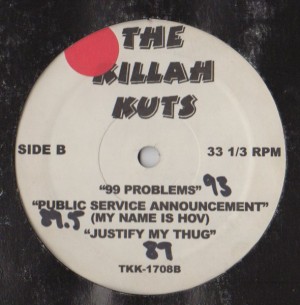 THE
KILLAH
KUTS
SIDE B
33 1/3 RPM
"99 PROBLEMS" 93
"PUBLIC SERVICE ANNOUNCEMENT"
89.5 (MY NAME IS HOV)
"JUSTIFY MY THUG"
89
TKK-1708B